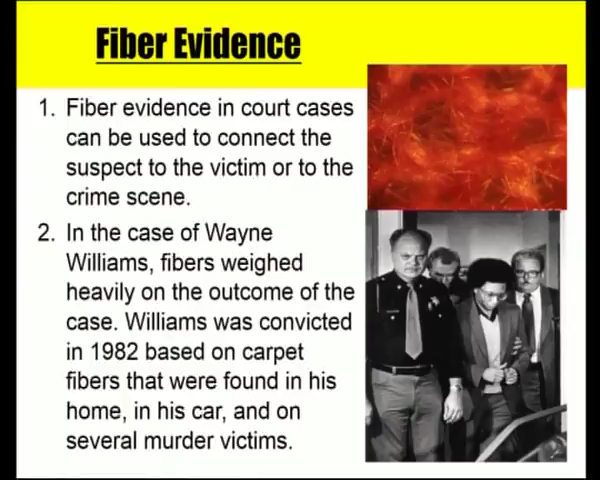 Fiber Evidence
1. Fiber evidence in court cases
can be used to connect the
suspect to the victim or to the
crime scene.
2. In the case of Wayne
Williams, fibers weighed
heavily on the outcome of the
case. Williams was convicted
in 1982 based on carpet
fibers that were found in his
home, in his car, and on
several murder victims.